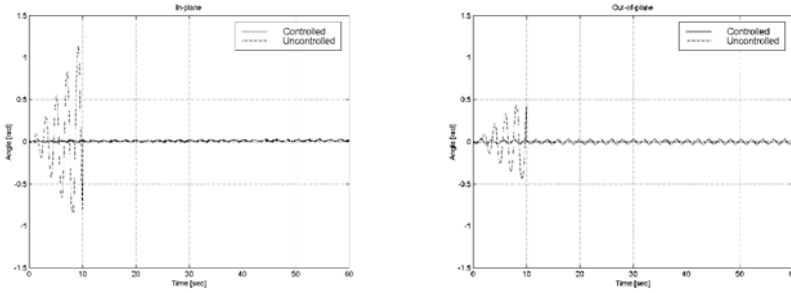 In-plane
Controlled
Uncontrolled
Angle [rad]
1.5
1
0.5
0
-0.5
-1
-1.5
0 10 20 30 40 50 60
Time [sec]
Out-of-plane
Controlled
Uncontrolled
Angle [rad]
1.5
1
0.5
0
-0.5
-1
-1.5
0 10 20 30 40 50 60
Time [sec]